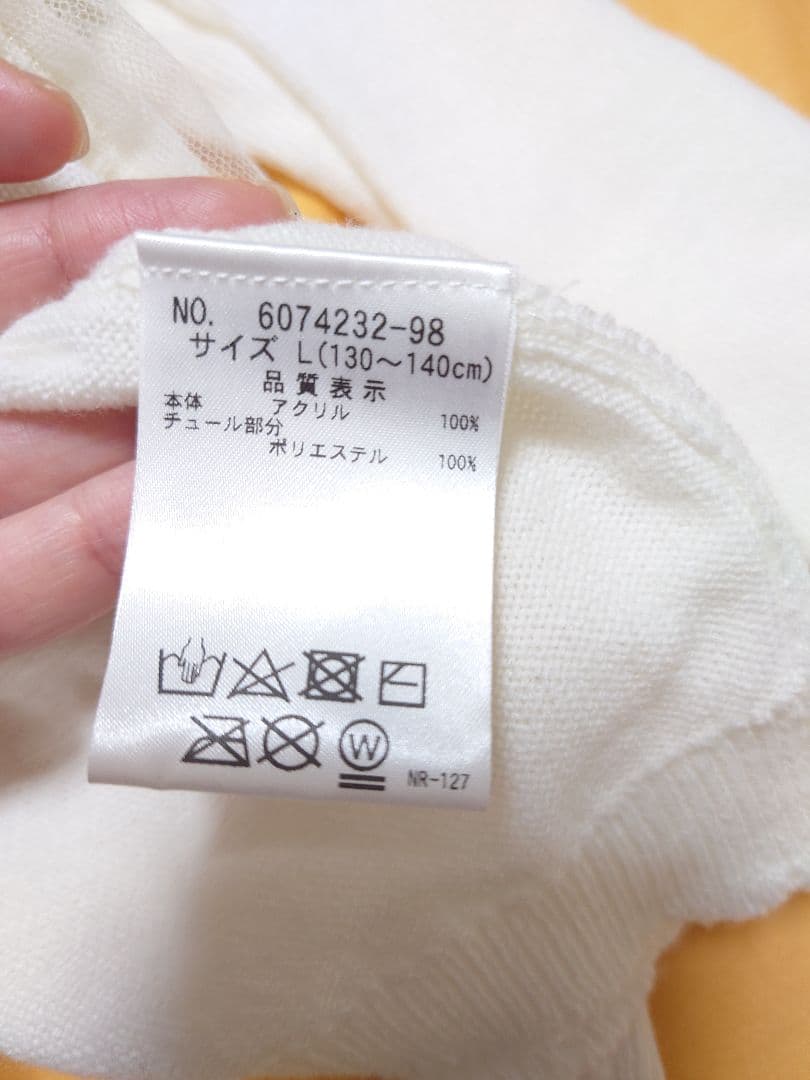 NO. 6074232-98
サイズ L(130～140cm)
品質表示
本体 アクリル 100%
チュール部分
ポリエステル 100%
W
NR-127